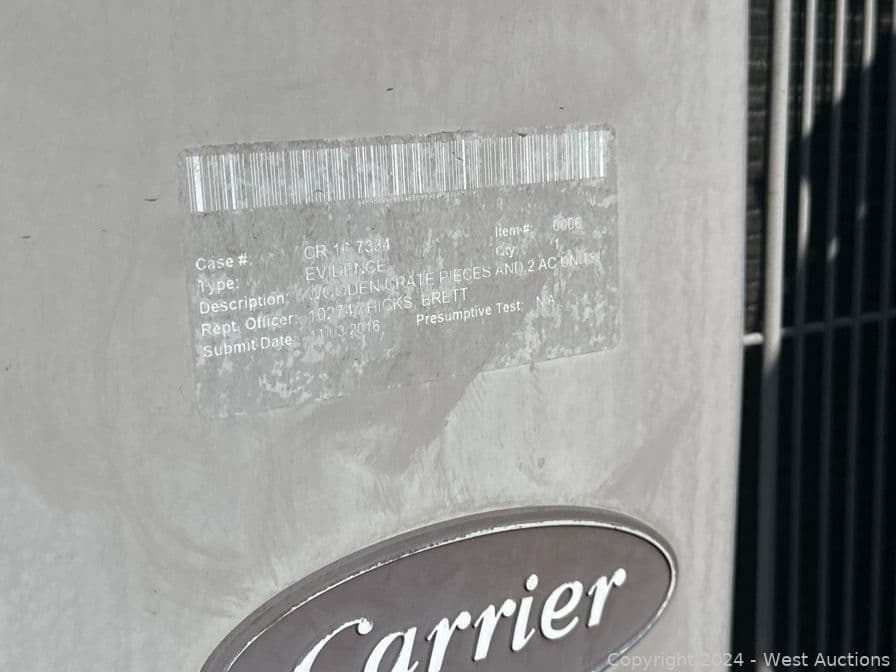 Case #: CR-16-7334 Item #: 0006
Type: EVIDENCE Qty: 1
Description: WOODEN CRATE PIECES AND 2 AC UNITS
Rept. Officer: 10274 / HICKS, BRETT
Submit Date 11/03/2016 Presumptive Test: N/A
Carrier
Copyright 2024 - West Auctions